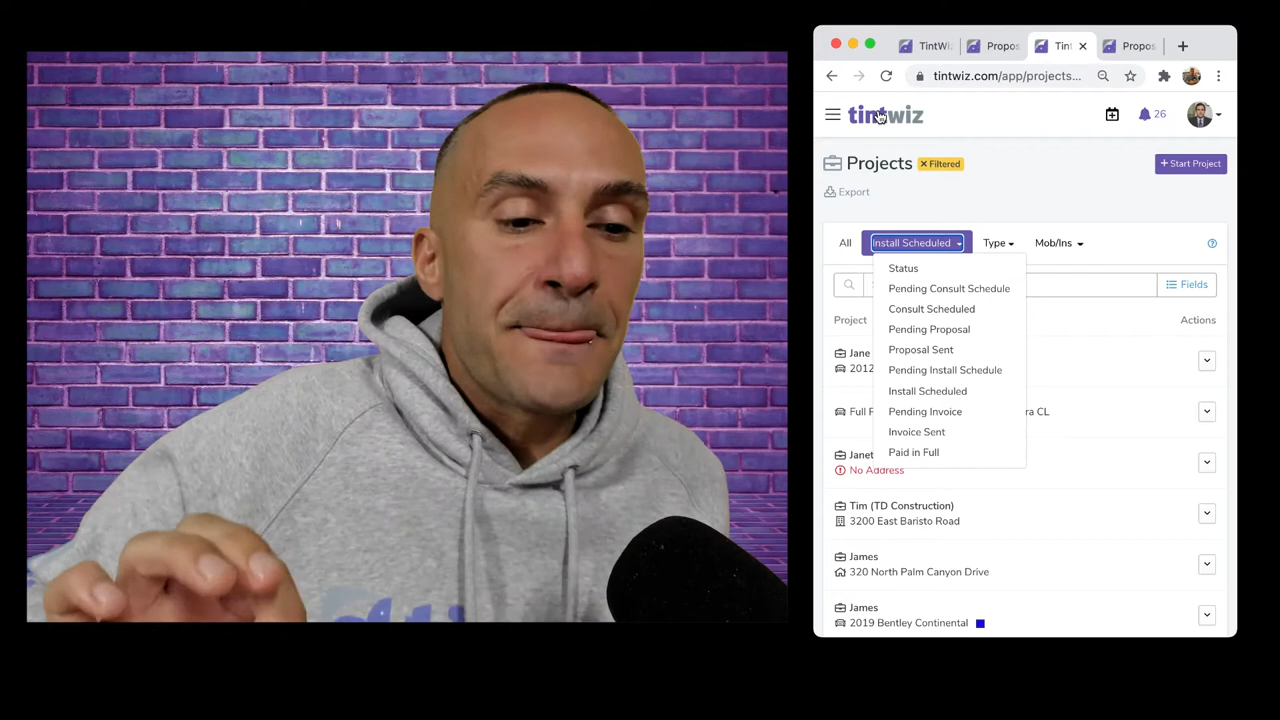 TintWi
Propos
Tint
Propos
tintwiz.com/app/projects...
tintwiz
26
Projects
Filtered
+ Start Project
Export
All
Install Scheduled
Type
Mob/Ins
Status
Pending Consult Schedule
Consult Scheduled
Pending Proposal
Proposal Sent
Pending Install Schedule
Install Scheduled
Pending Invoice
Invoice Sent
Paid in Full
Fields
Project
Actions
Jane
2012
Full
CL
Janet
No Address
Tim (TD Construction)
3200 East Baristo Road
James
320 North Palm Canyon Drive
James
2019 Bentley Continental